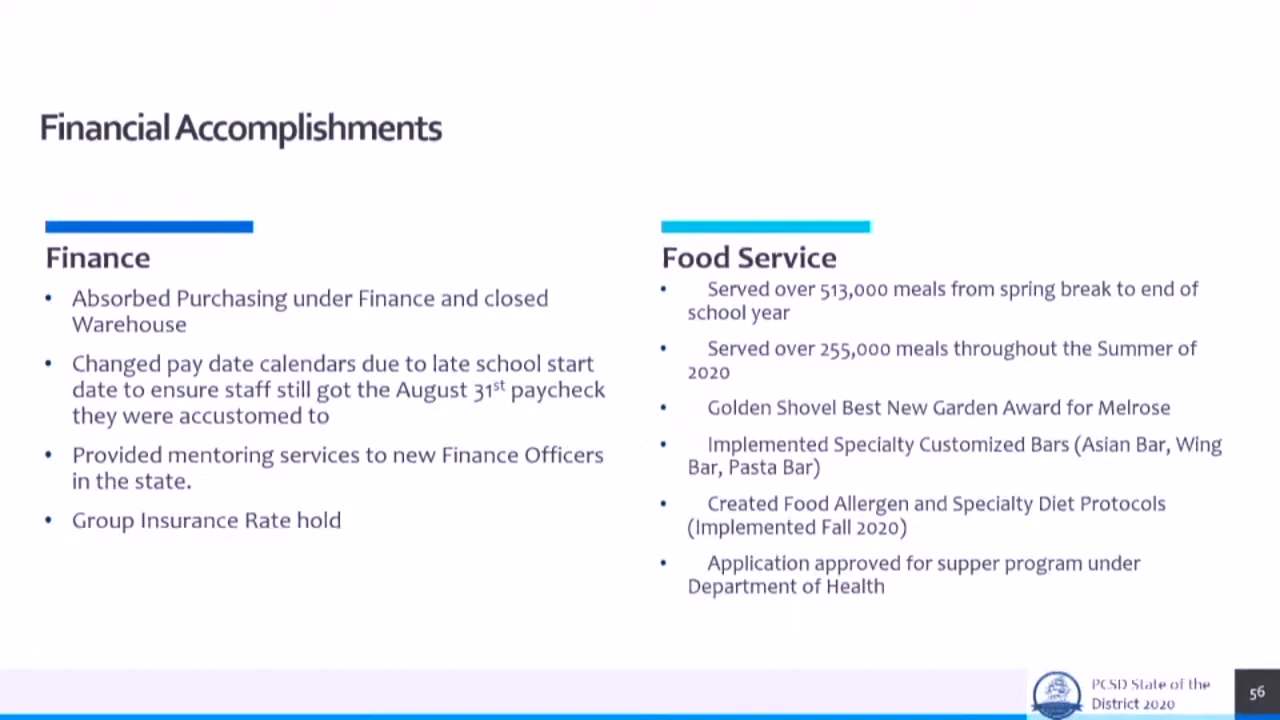 Financial Accomplishments
Finance
• Absorbed Purchasing under Finance and closed
Warehouse
• Changed pay date calendars due to late school start
date to ensure staff still got the August 31st paycheck
they were accustomed to
• Provided mentoring services to new Finance Officers
in the state.
• Group Insurance Rate hold
Food Service
• Served over 513,000 meals from spring break to end of
school year
• Served over 255,000 meals throughout the Summer of
2020
• Golden Shovel Best New Garden Award for Melrose
• Implemented Specialty Customized Bars (Asian Bar, Wing
Bar, Pasta Bar)
• Created Food Allergen and Specialty Diet Protocols
(Implemented Fall 2020)
• Application approved for supper program under
Department of Health
PCSD State of the
District 2020
56